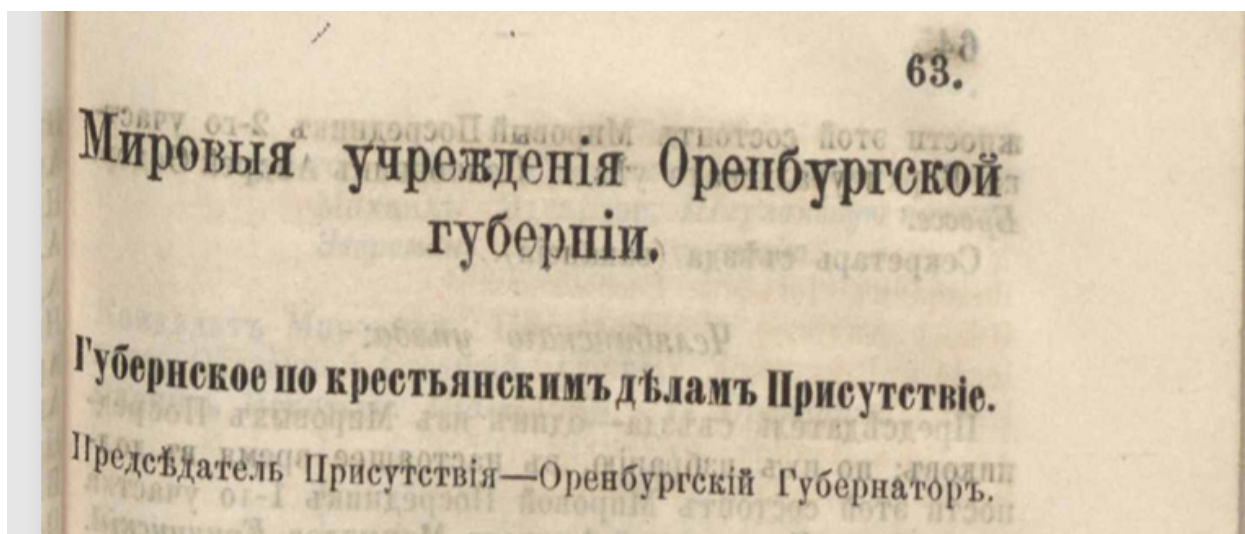 63.
Мировыя учрежденія Оренбургской
губерніи.
Губернское по крестьянскимъ дѣламъ Присутствіе.
Предсѣдатель Присутствія—Оренбургскій Губернаторъ.